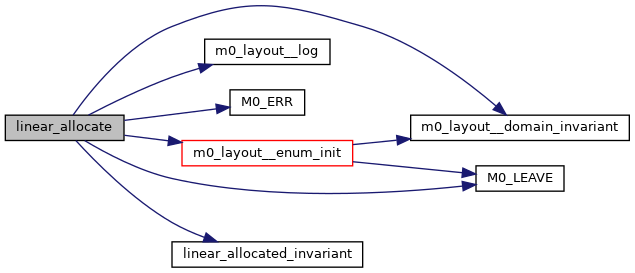 linear_allocate
m0_layout__log
M0_ERR
m0_layout__enum_init
linear_allocated_invariant
m0_layout__domain_invariant
M0_LEAVE